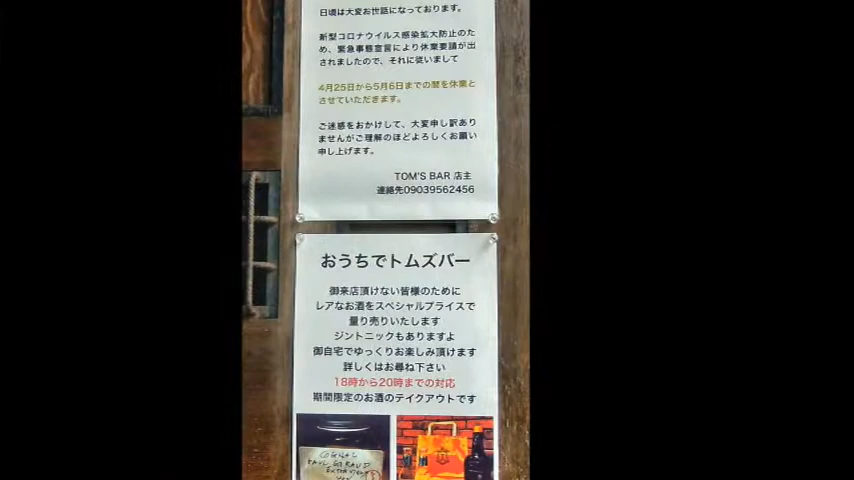 日頃は大変お世話になっております。
新型コロナウイルス感染拡大防止のため
め、緊急事態宣言により休業要請が出
されましたので、それに従いまして
4月25日から5月6日までの間を休業と
させていただきます。
ご迷惑をおかけして、大変申し訳あり
ませんがご理解のほどよろしくお願い
申し上げます。
TOM'S BAR 店主
連絡先09039562456
おうちでトムズバー
御来店頂けない皆様のために
レアなお酒をスペシャルプライスで
量り売りいたします
ジントニックもありますよ
御自宅でゆっくりお楽しみ頂けます
詳しくはお尋ね下さい
18時から20時までの対応
期間限定のお酒のテイクアウトです
COGNAC
PAUL GIRAUD